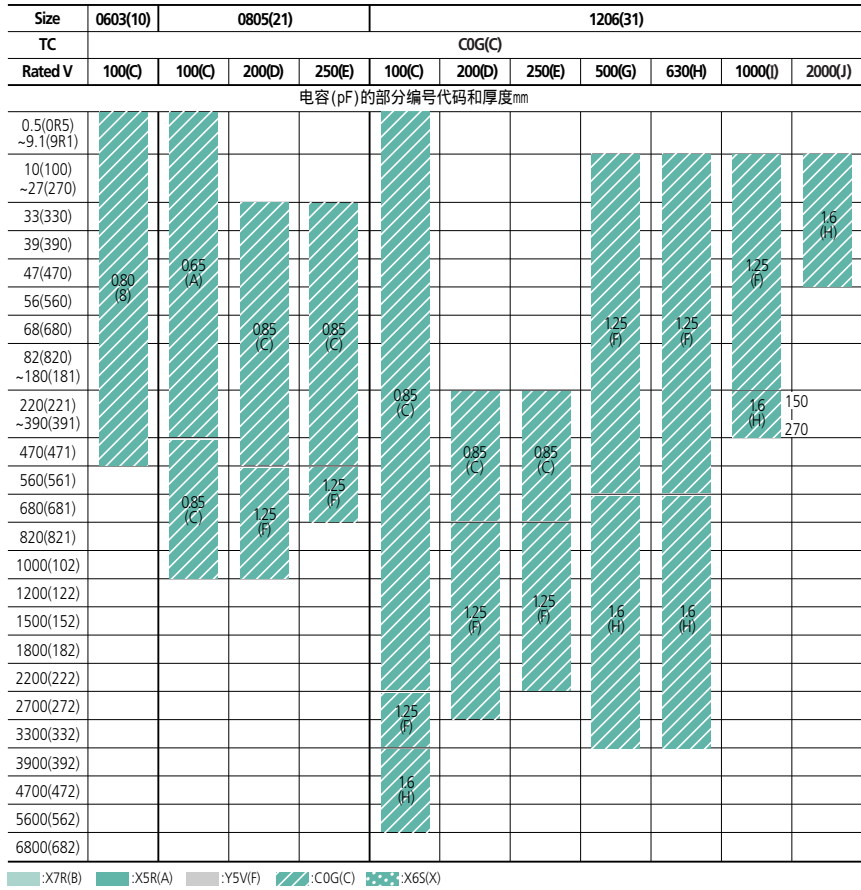 Size 0603(10) 0805(21) 1206(31)
TC C0G(C)
Rated V 100(C) 100(C) 200(D) 250(E) 100(C) 200(D) 250(E) 500(G) 630(H) 1000(I) 2000(J)
电容(pF)的部分编号代码和厚度mm
0.5(0R5)
~9.1(9R1)
10(100)
~27(270)
33(330)
1.6
(H)
39(390)
47(470)
0.80
(8)
0.65
(A)
1.25
(F)
56(560)
68(680)
0.85
(C)
0.85
(C)
1.25
(F)
1.25
(F)
82(820)
~180(181)
220(221)
~390(391)
0.85
(C)
1.6
(H)
150
270
470(471)
0.85
(C)
0.85
(C)
560(561)
1.25
(F)
680(681)
0.85
(C)
1.25
(F)
820(821)
1000(102)
1200(122)
1500(152)
1.25
(F)
1.25
(F)
1.6
(H)
1.6
(H)
1800(182)
2200(222)
2700(272)
1.25
(F)
3300(332)
3900(392)
4700(472)
1.6
(H)
5600(562)
6800(682)
:X7R(B) :X5R(A) :Y5V(F) :C0G(C) :X6S(X)